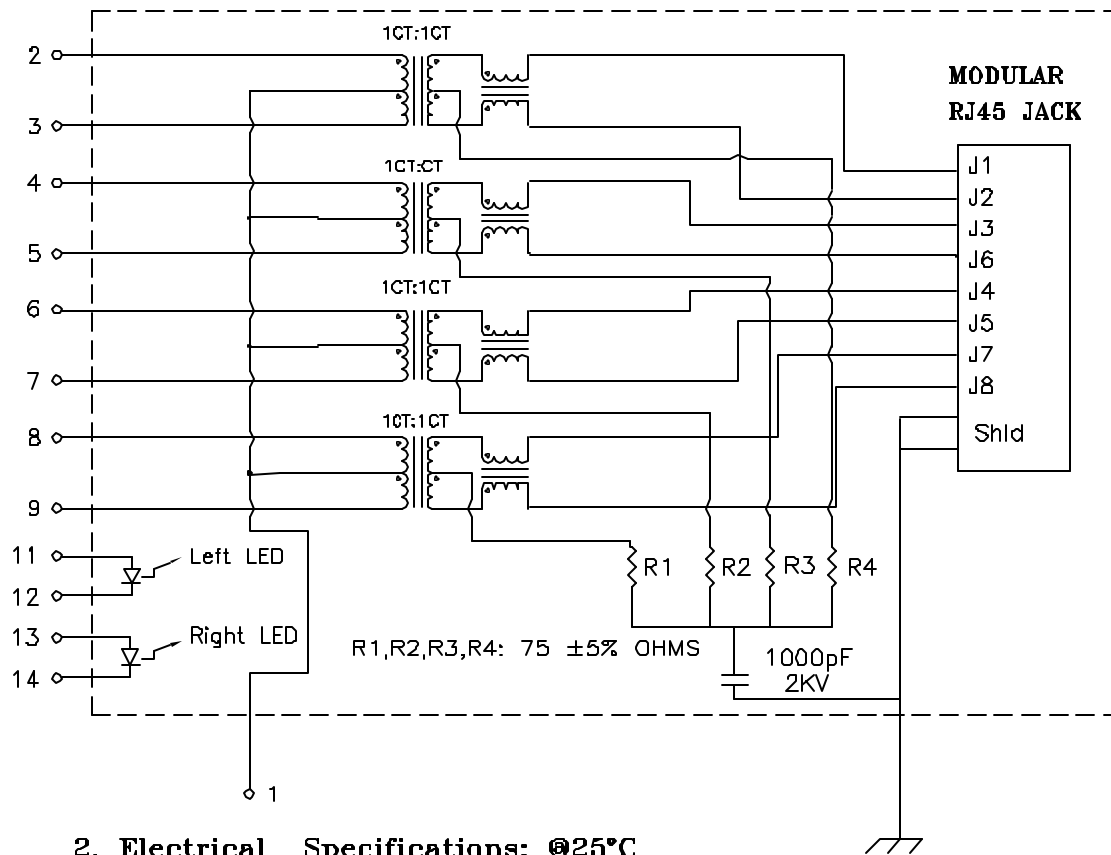 1CT:1CT
2
3
MODULAR
RJ45 JACK
J1
J2
J3
J6
J4
J5
J7
J8
Shld
1CT:CT
4
5
1CT:1CT
6
7
1CT:1CT
8
9
11
12
Left LED
13
14
Right LED
R1
R2
R3
R4
R1,R2,R3,R4: 75 ±5% OHMS
1000pF
2KV
1
2. Electrical Specifications: @25°C